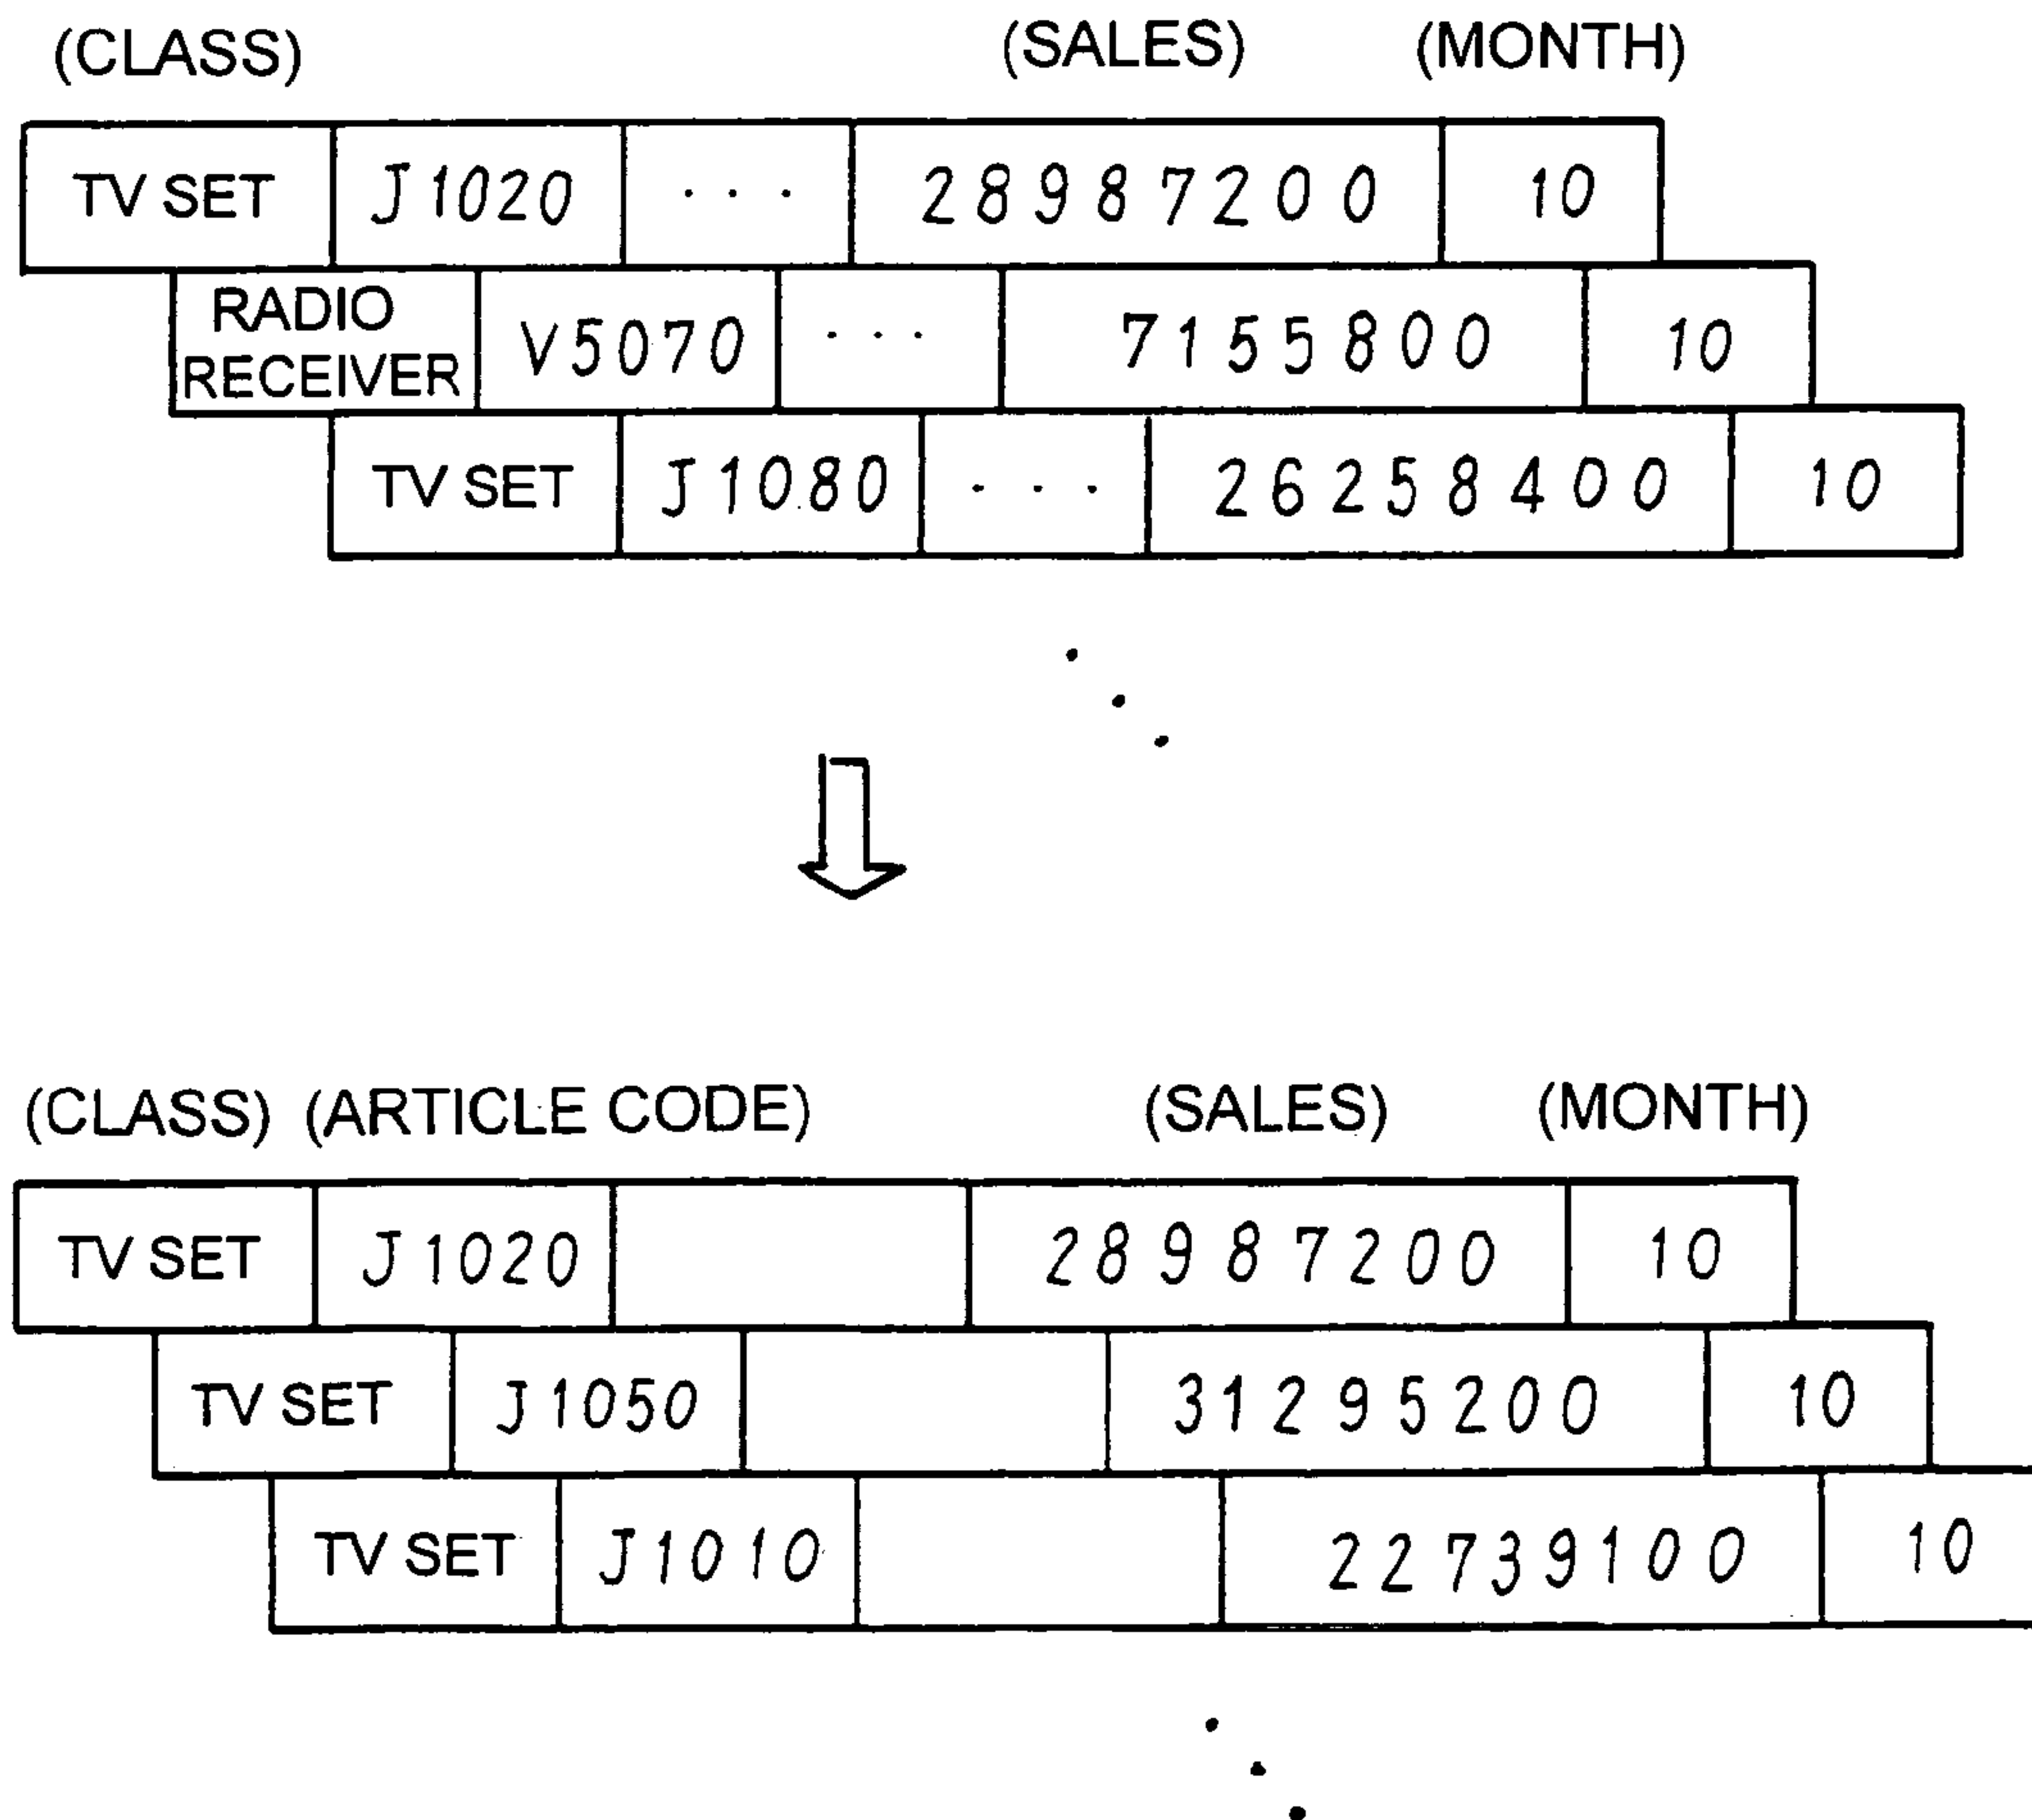 (CLASS) (SALES) (MONTH)
TV SET J1020 ... 28987200 10
RADIO RECEIVER V5070 ... 7155800 10
TV SET J1080 ... 26258400 10
(CLASS) (ARTICLE CODE) (SALES) (MONTH)
TV SET J1020 28987200 10
TV SET J1050 31295200 10
TV SET J1010 22739100 10